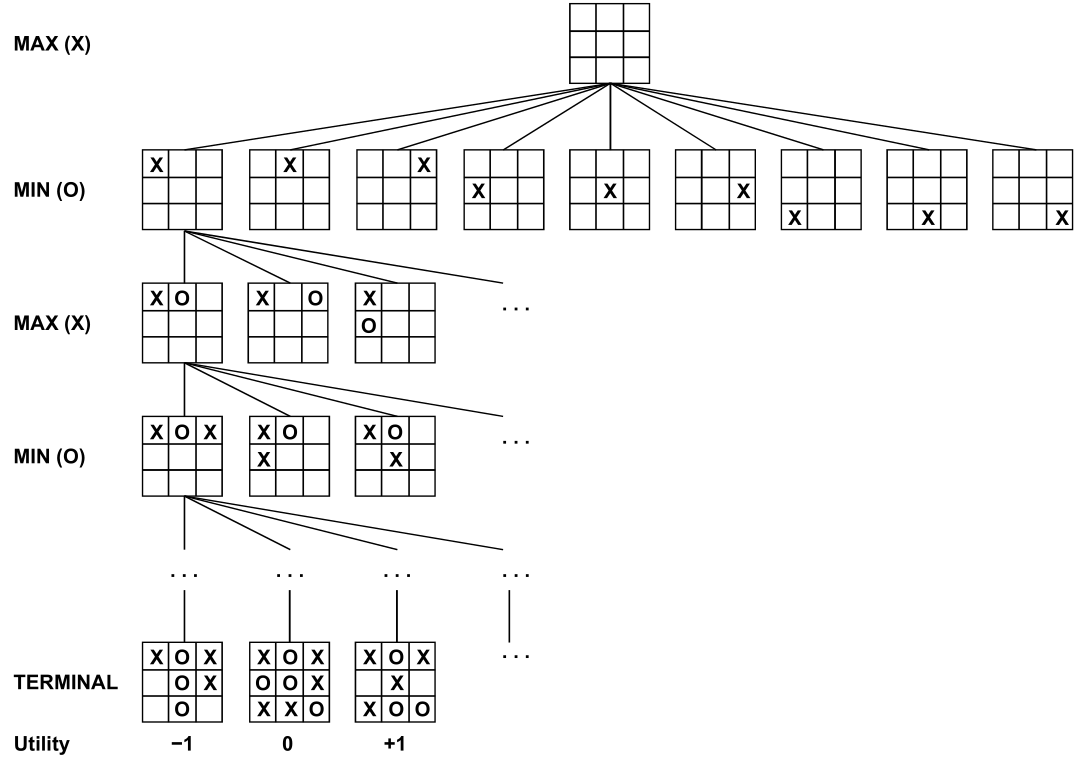 MAX (X)
X X X
MIN (O) X X X
X X X
X O X O X
MAX (X) O
. . .
X O X X O X O
MIN (O) X X
. . .
. . . . . . . . . . . .
X O X X O X X O X . . .
TERMINAL O X O O X X
O X X O X O O
Utility −1 0 +1